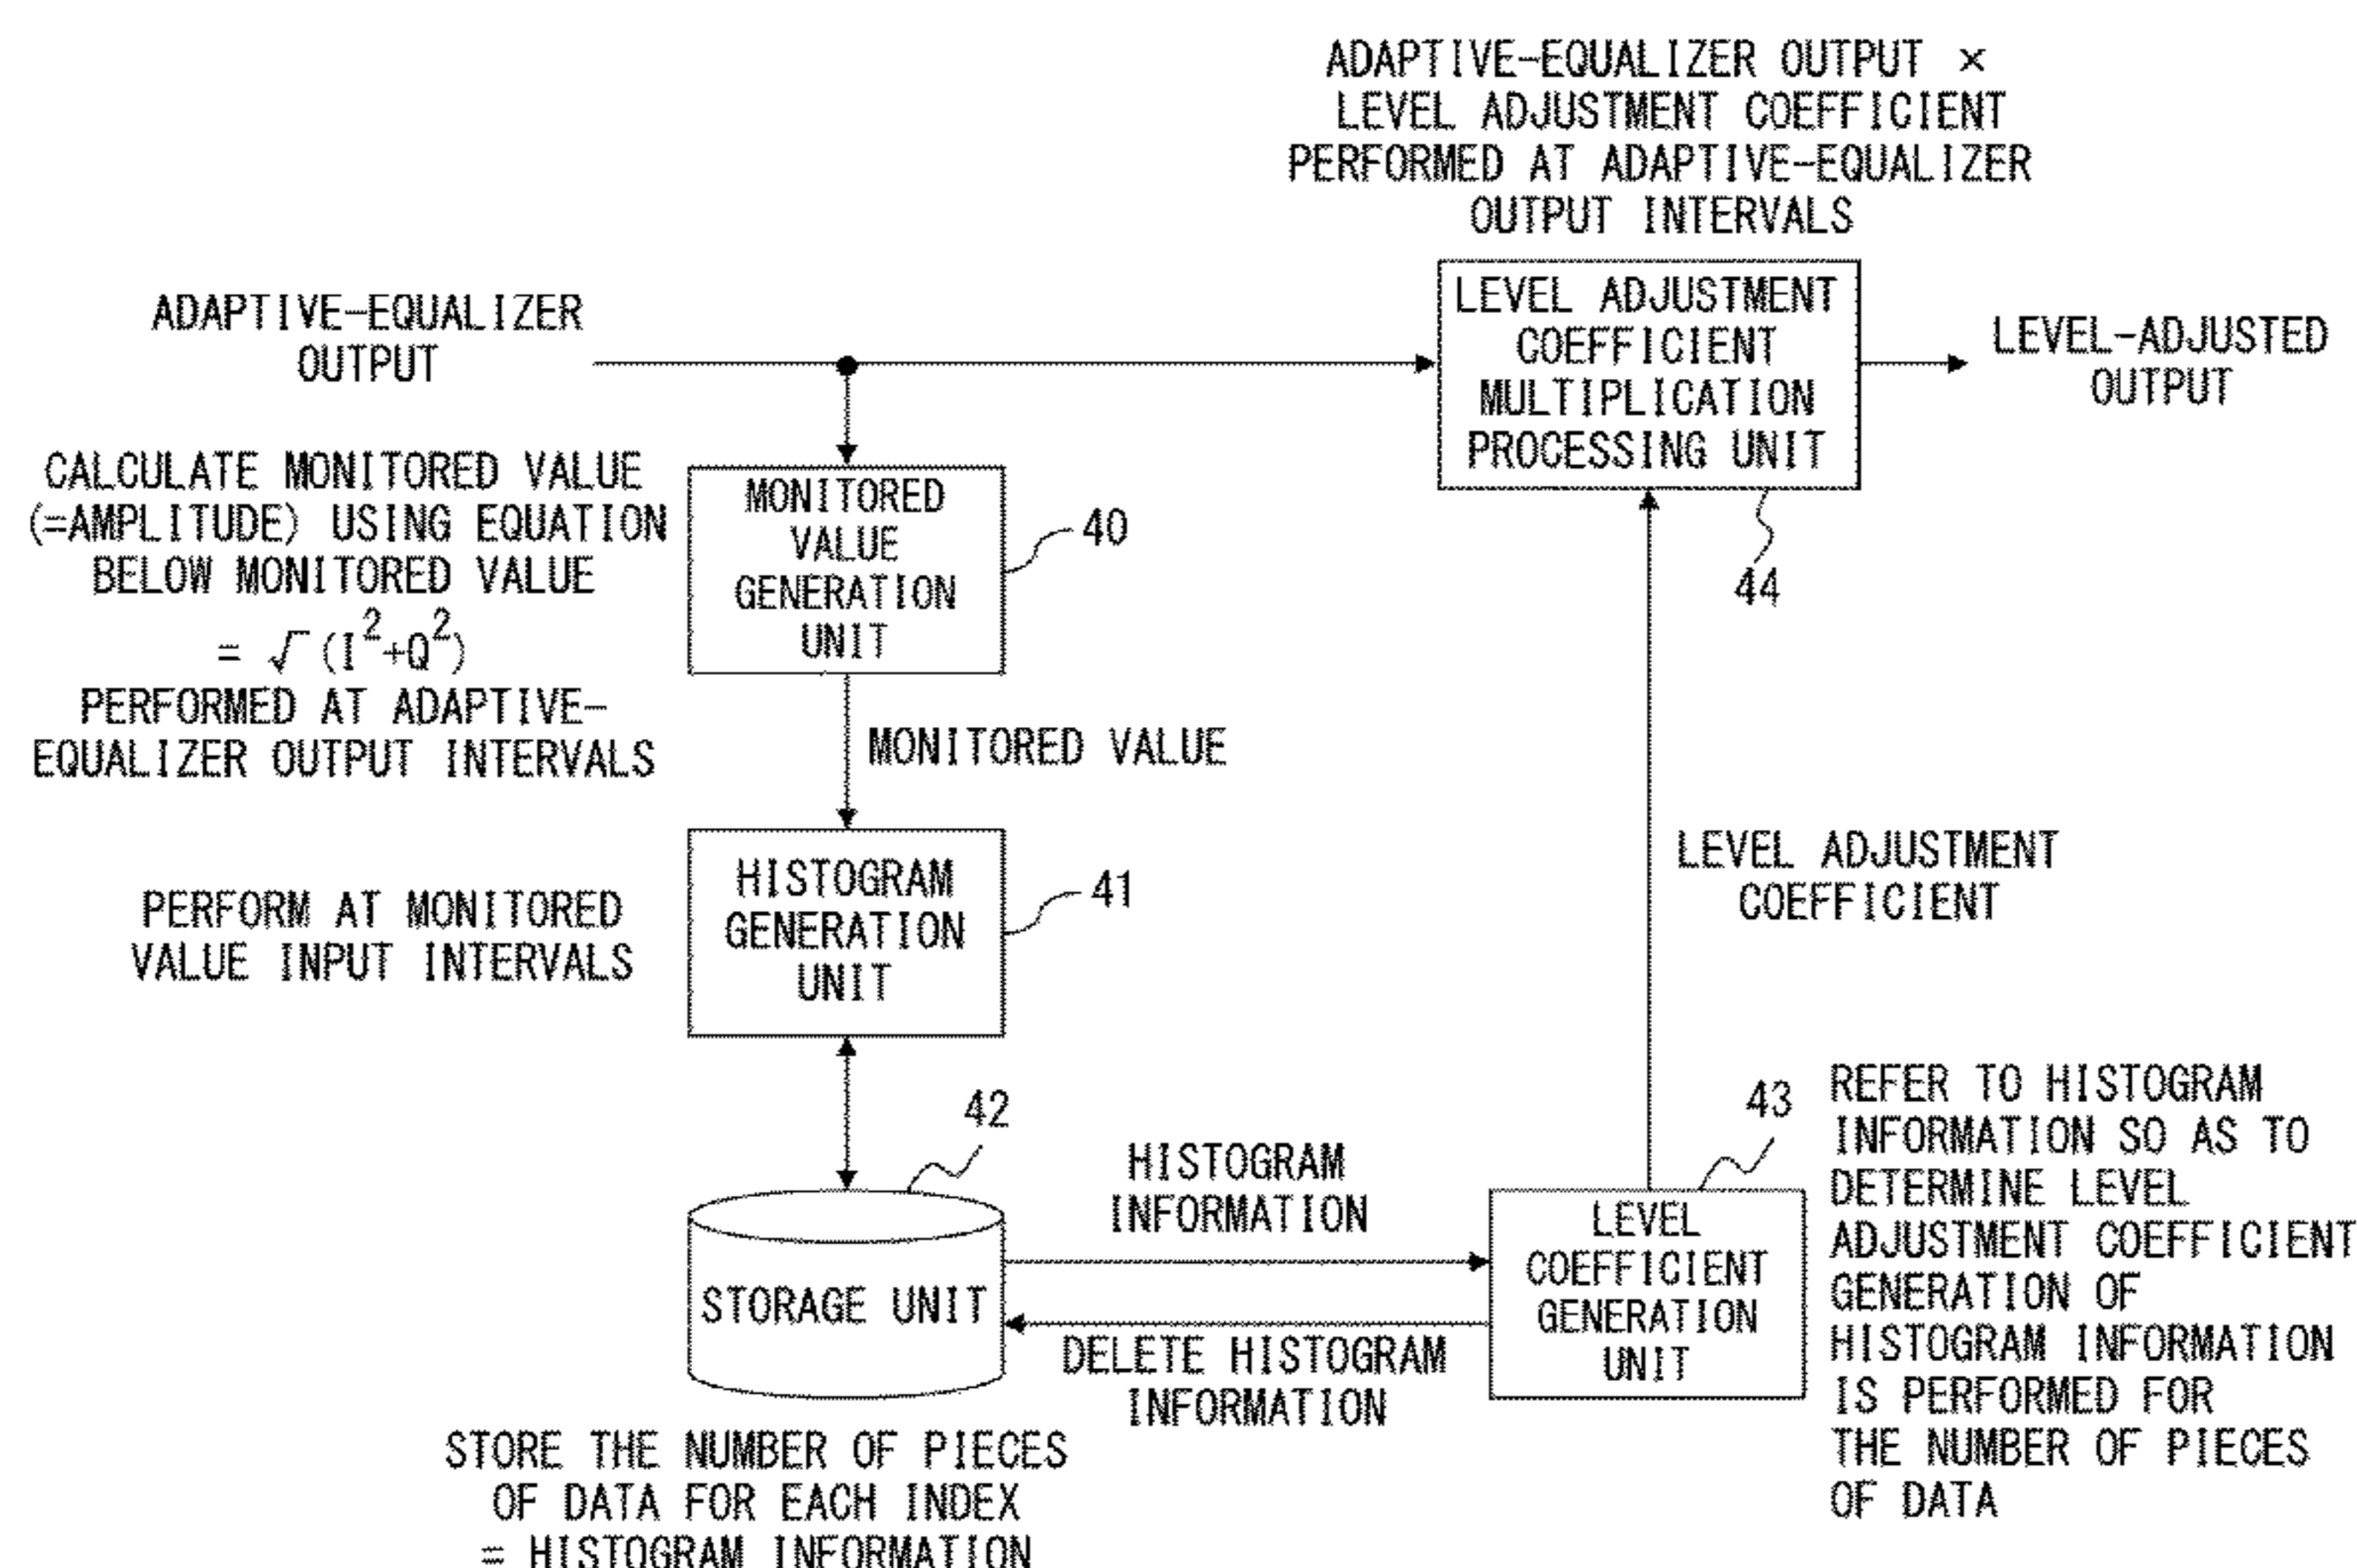 ADAPTIVE-EQUALIZER OUTPUT ×
LEVEL ADJUSTMENT COEFFICIENT
PERFORMED AT ADAPTIVE-EQUALIZER
OUTPUT INTERVALS
ADAPTIVE-EQUALIZER
OUTPUT
LEVEL ADJUSTMENT
COEFFICIENT
MULTIPLICATION
PROCESSING UNIT
44
LEVEL-ADJUSTED
OUTPUT
CALCULATE MONITORED VALUE
(=AMPLITUDE) USING EQUATION
BELOW MONITORED VALUE
= √(I²+Q²)
PERFORMED AT ADAPTIVE-
EQUALIZER OUTPUT INTERVALS
MONITORED
VALUE
GENERATION
UNIT
40
MONITORED VALUE
PERFORM AT MONITORED
VALUE INPUT INTERVALS
HISTOGRAM
GENERATION
UNIT
41
LEVEL ADJUSTMENT
COEFFICIENT
42
STORAGE UNIT
STORE THE NUMBER OF PIECES
OF DATA FOR EACH INDEX
= HISTOGRAM INFORMATION
HISTOGRAM
INFORMATION
DELETE HISTOGRAM
INFORMATION
43
LEVEL
COEFFICIENT
GENERATION
UNIT
REFER TO HISTOGRAM
INFORMATION SO AS TO
DETERMINE LEVEL
ADJUSTMENT COEFFICIENT
GENERATION OF
HISTOGRAM INFORMATION
IS PERFORMED FOR
THE NUMBER OF PIECES
OF DATA